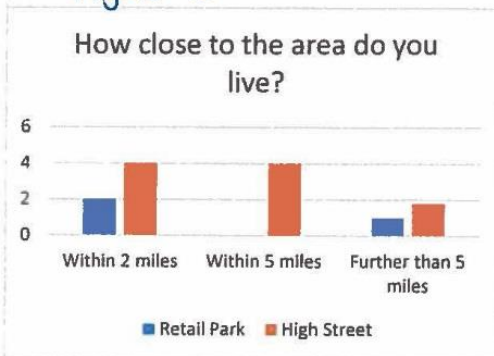 How close to the area do you
live?
6
4
2
0
Within 2 miles
Within 5 miles
Further than 5
miles
Retail Park
High Street